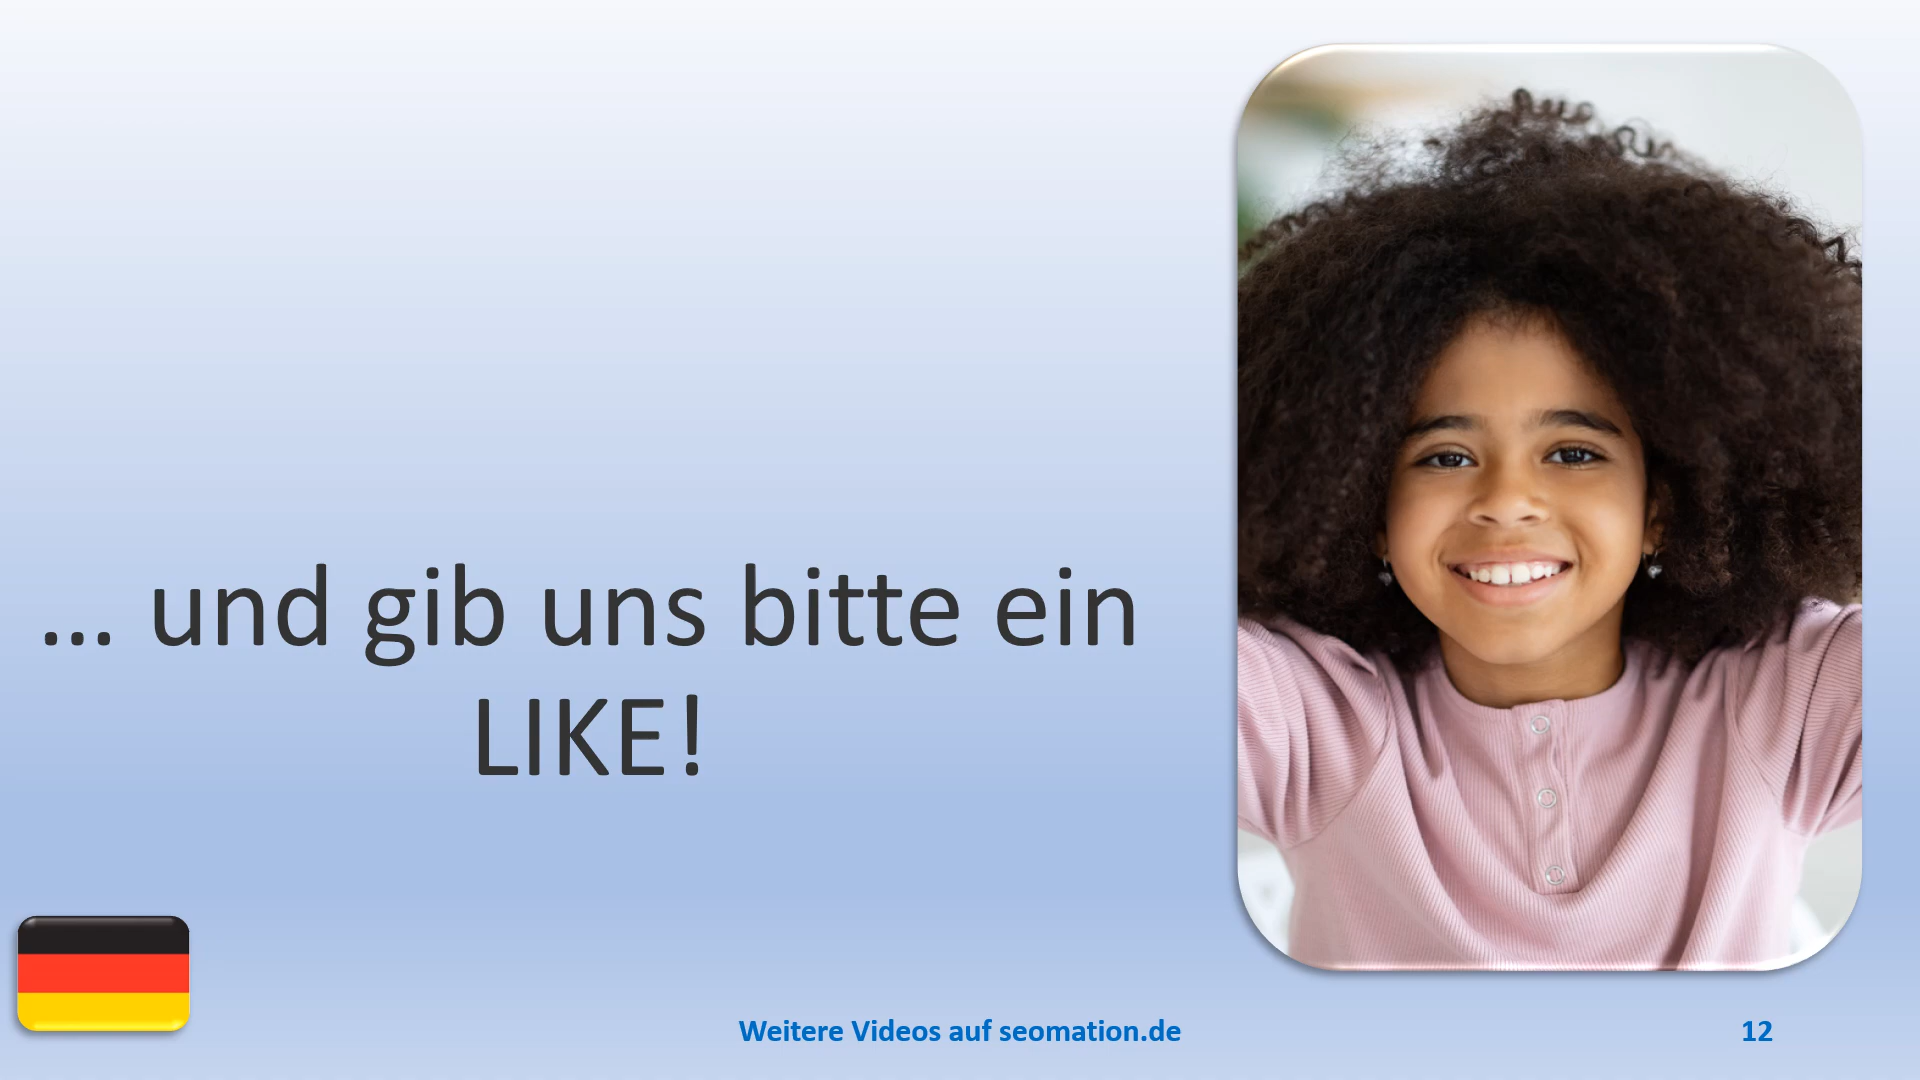 ... und gib uns bitte ein
LIKE!
Weitere Videos auf seomation.de
12